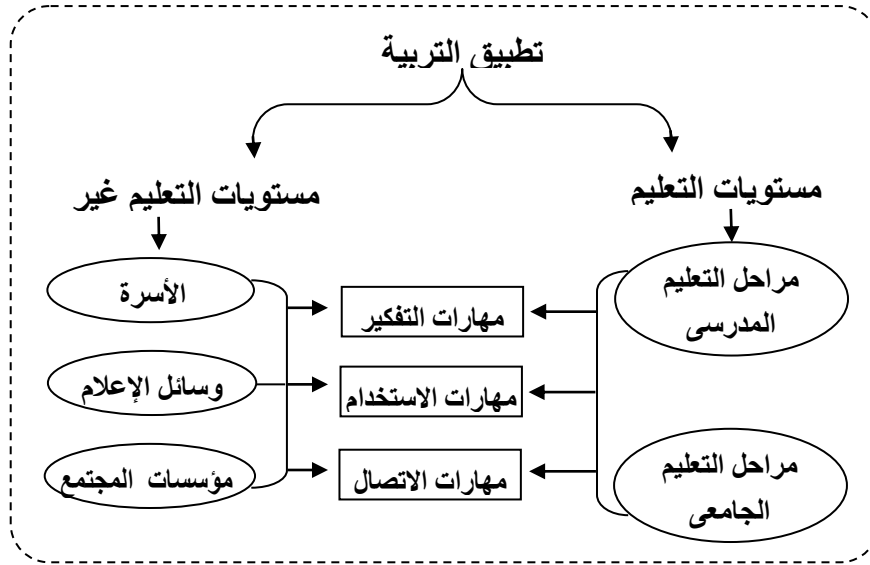 تطبيق التربية
مستويات التعليم
مستويات التعليم غير
مراحل التعليم
المدرسى
الأسرة
مهارات التفكير
وسائل الإعلام
مهارات الاستخدام
مراحل التعليم
الجامعى
مهارات الاتصال
مؤسسات المجتمع